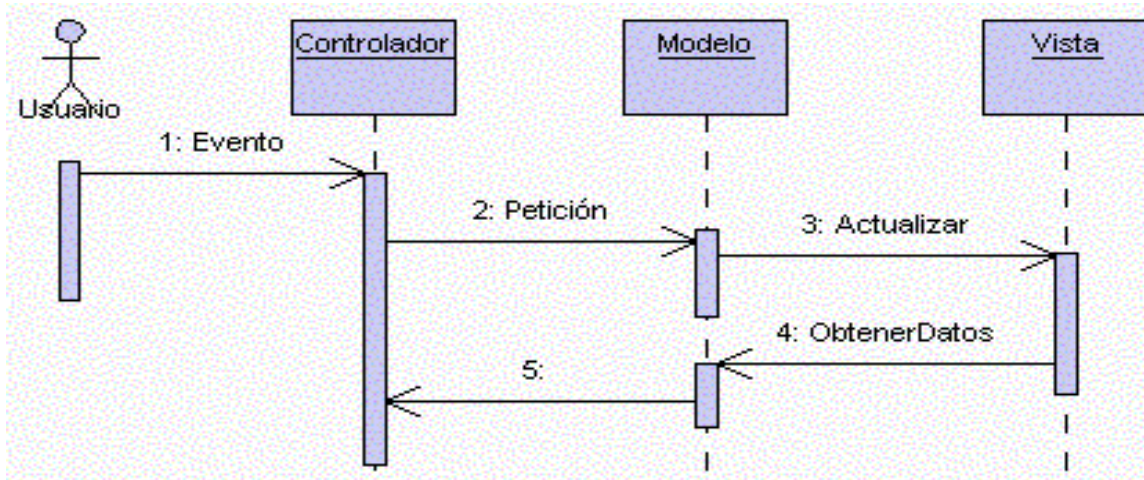 Usuario
Controlador
Modelo
Vista
1: Evento
2: Petición
3: Actualizar
4: ObtenerDatos
5: